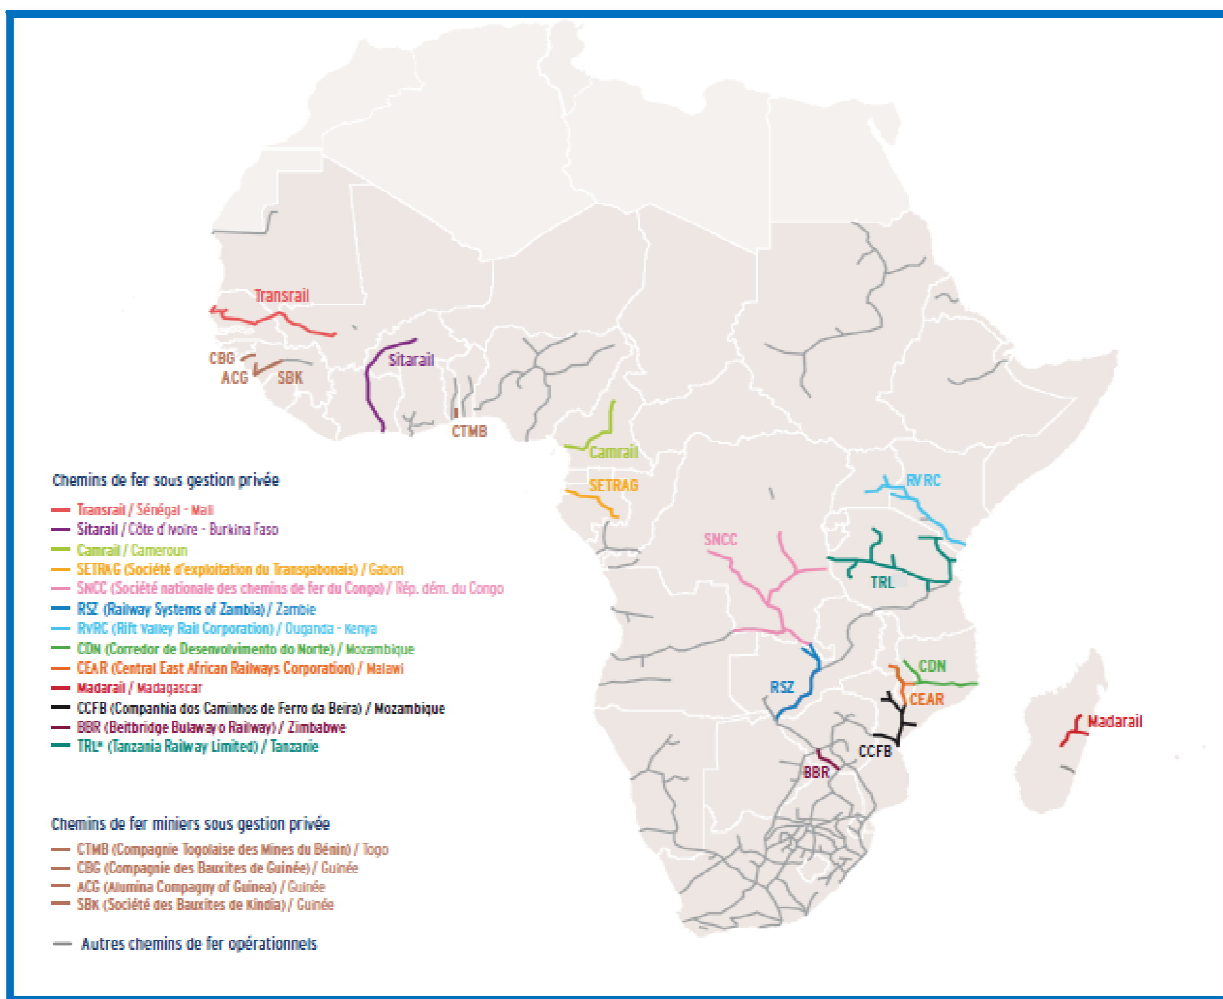 Transrail
CBG
ACG
SBK
Sitarail
CTMB
Camrail
SETRAG
RVRC
SNCC
TRL
CDN
RSZ
CEAR
Madarail
CCFB
BBR
Chemins de fer sous gestion privée
Transrail / Sénégal - Mali
Sitarail / Côte d'Ivoire - Burkina Faso
Camrail / Cameroun
SETRAG (Société d'exploitation du Transgabonais) / Gabon
SNCC (Société nationale des chemins de fer du Congo) / Rép. dém. du Congo
RSZ (Railway Systems of Zambia) / Zambie
RVRC (Rift Valley Rail Corporation) / Ouganda - Kenya
CDN (Corredor de Desenvolvimento do Norte) / Mozambique
CEAR (Central East African Railways Corporation) / Malawi
Madarail / Madagascar
CCFB (Companhia dos Caminhos de Ferro da Beira) / Mozambique
BBR (Beitbridge Bulawayo Railway) / Zimbabwe
TRL* (Tanzania Railway Limited) / Tanzanie
Chemins de fer miniers sous gestion privée
CTMB (Compagnie Togolaise des Mines du Bénin) / Togo
CBG (Compagnie des Bauxites de Guinée) / Guinée
ACG (Alumina Compagny of Guinea) / Guinée
SBK (Société des Bauxites de Kindia) / Guinée
Autres chemins de fer opérationnels